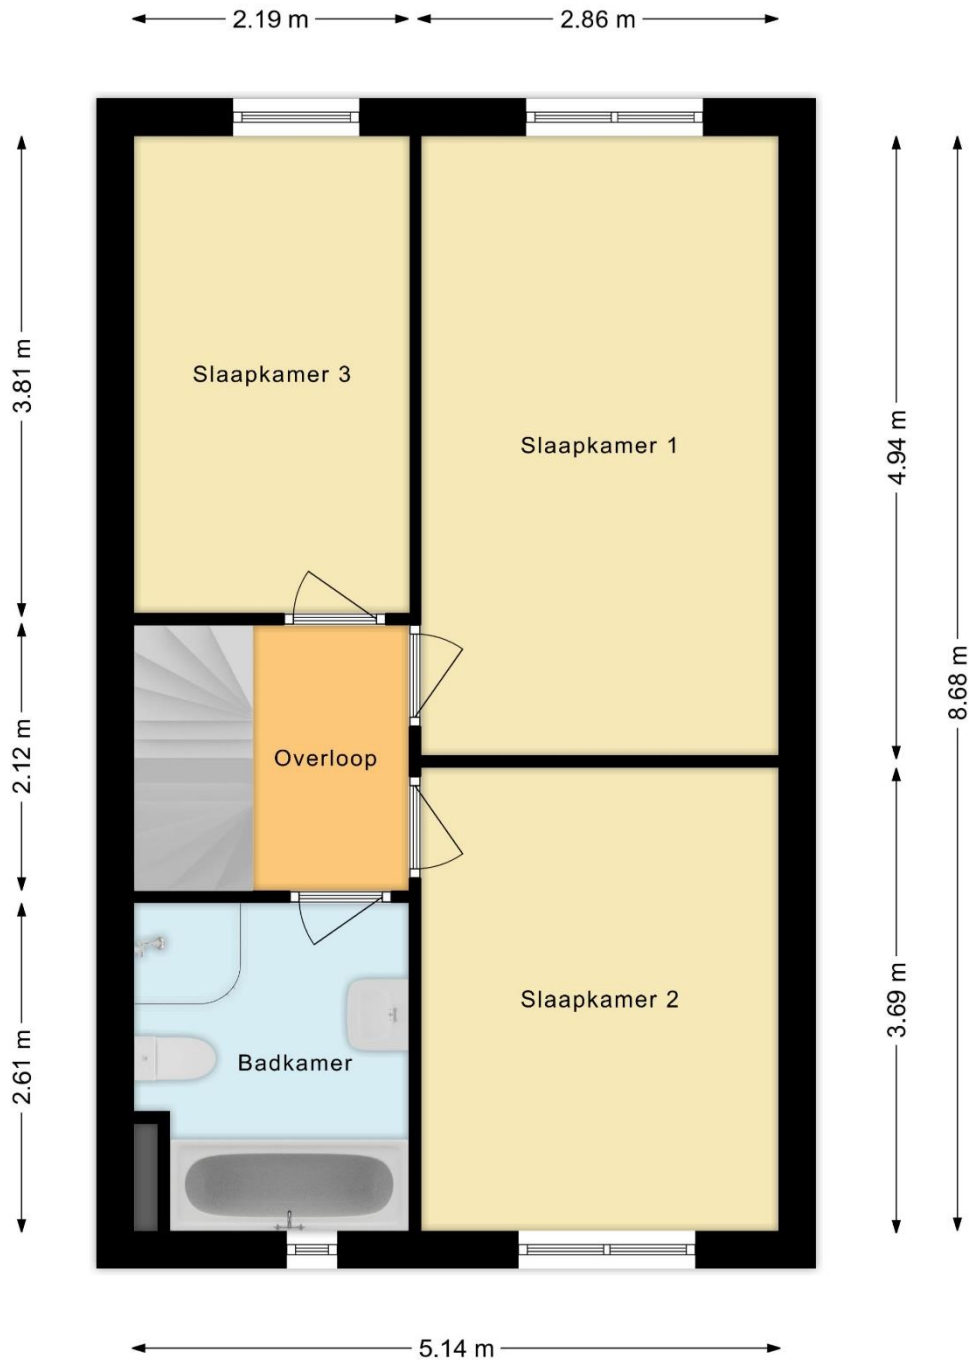 2.19 m
2.86 m
3.81 m
Slaapkamer 3
Slaapkamer 1
4.94 m
8.68 m
2.12 m
Overloop
Slaapkamer 2
3.69 m
2.61 m
Badkamer
5.14 m